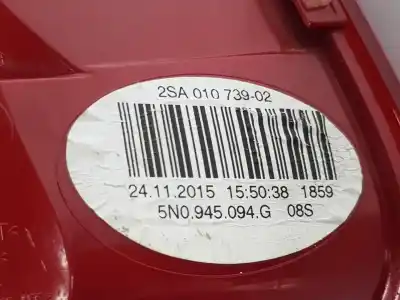 2SA 010 739-02
24.11.2015 15:50:38 1859
5N0.945.094.G 08S